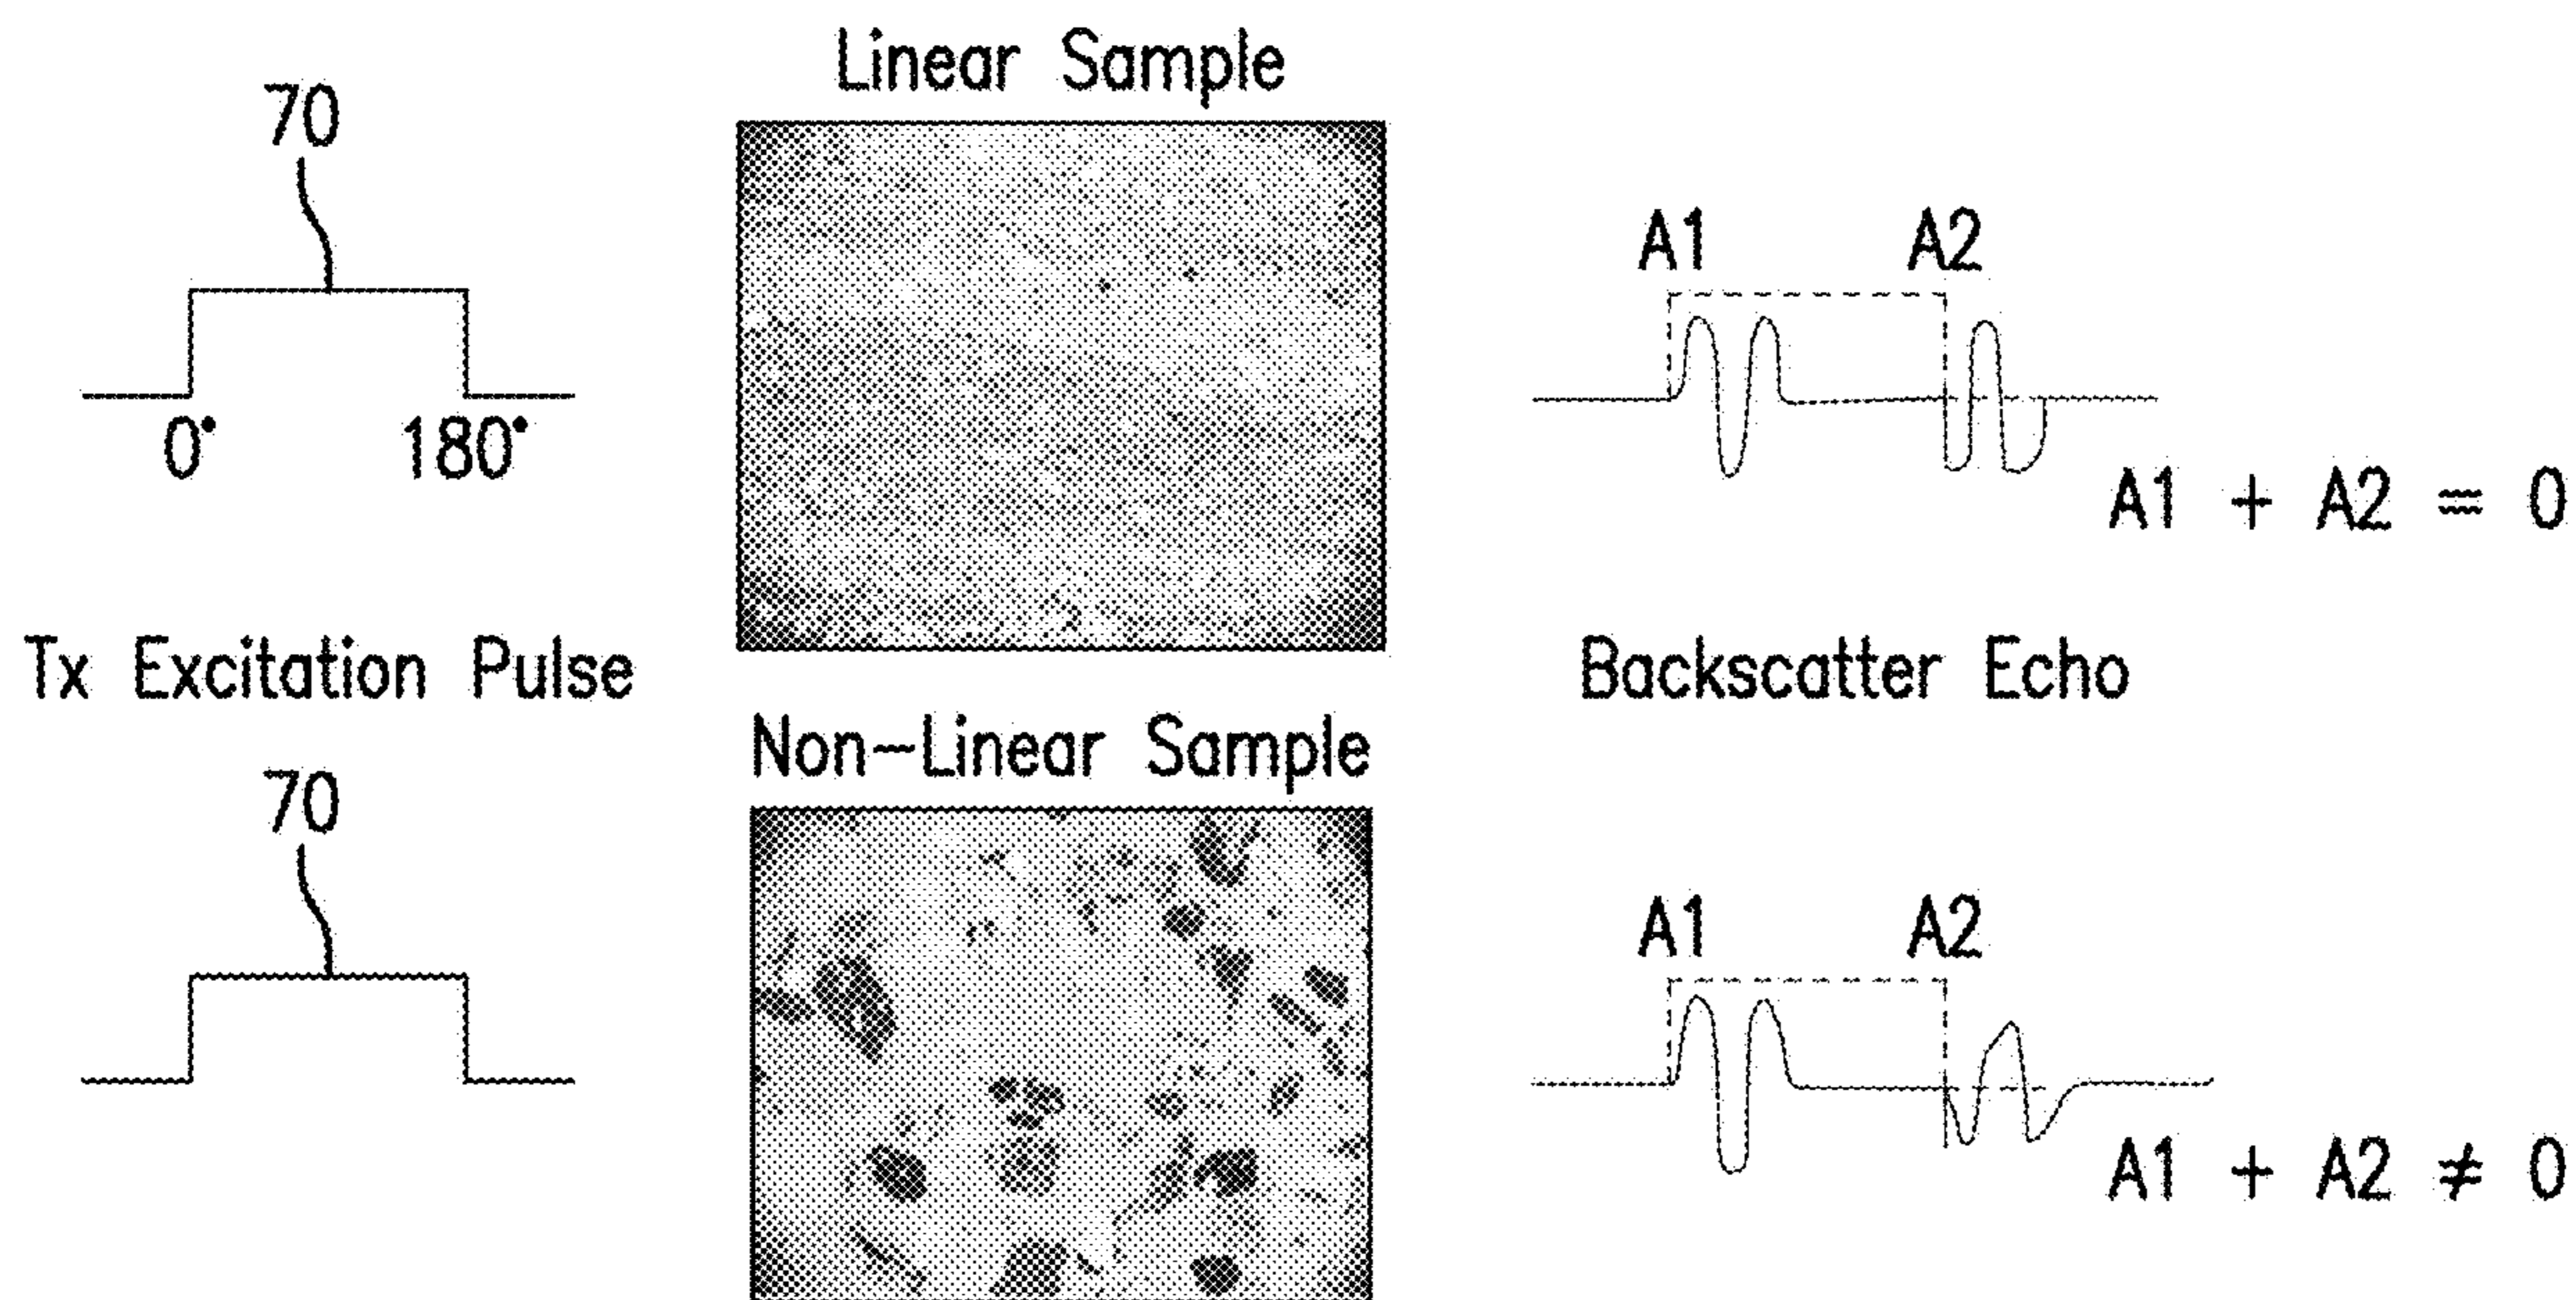 Linear Sample
70
0° 180°
A1 A2
A1 + A2 = 0
Tx Excitation Pulse
Backscatter Echo
Non-Linear Sample
70
A1 A2
A1 + A2 ≠ 0